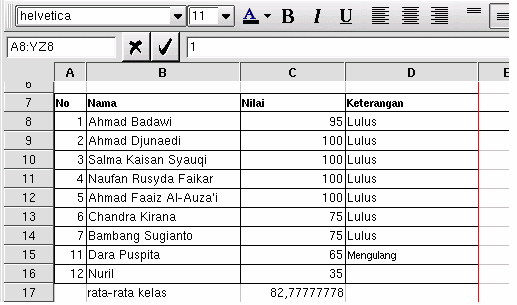 helvetica 11 A B I U
A8:YZ8 1
A B C D E
6
7 No Nama Nilai Keterangan
8 1 Ahmad Badawi 95 Lulus
9 2 Ahmad Djunaedi 100 Lulus
10 3 Salma Kaisan Syauqi 100 Lulus
11 4 Naufan Rusyda Faikar 100 Lulus
12 5 Ahmad Faaiz Al-Auza'i 100 Lulus
13 6 Chandra Kirana 75 Lulus
14 7 Bambang Sugianto 75 Lulus
15 11 Dara Puspita 65 Mengulang
16 12 Nuril 35
17 rata-rata kelas 82,77777778